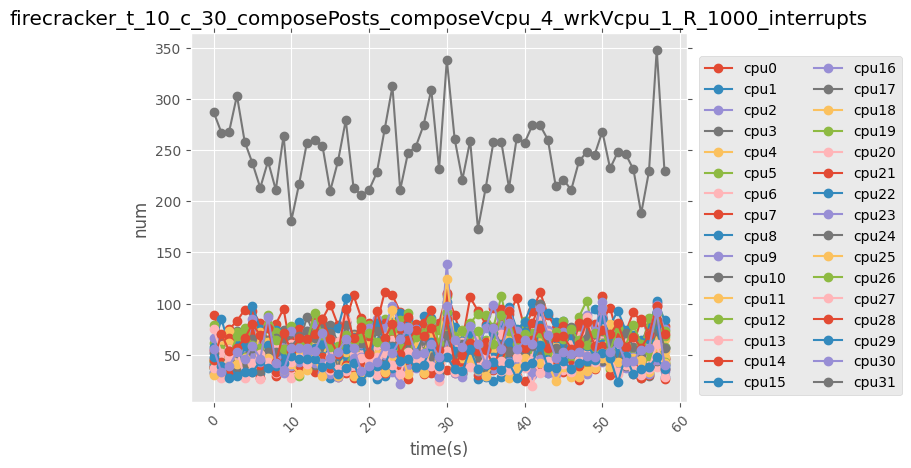 firecracker_t_10_c_30_composePosts_composeVcpu_4_wrkVcpu_1_R_1000_interrupts
350
300
250
200
150
100
50
num
0
10
20
30
40
50
60
time(s)
cpu0
cpu1
cpu2
cpu3
cpu4
cpu5
cpu6
cpu7
cpu8
cpu9
cpu10
cpu11
cpu12
cpu13
cpu14
cpu15
cpu16
cpu17
cpu18
cpu19
cpu20
cpu21
cpu22
cpu23
cpu24
cpu25
cpu26
cpu27
cpu28
cpu29
cpu30
cpu31